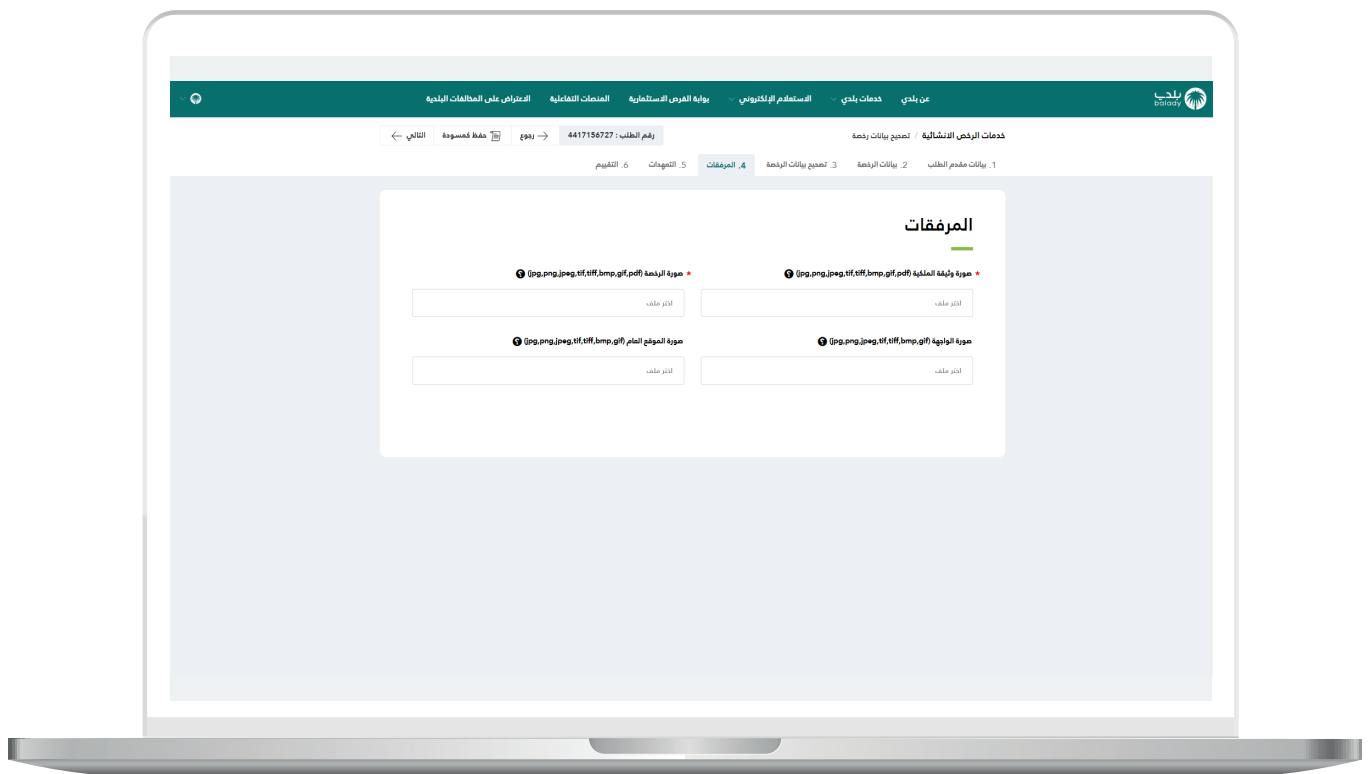 بلدي
balady
عن بلدي
خدمات بلدي
الاستعلام الإلكتروني
بوابة الفرص الاستثمارية
المنصات التفاعلية
الاعتراض على المخالفات البلدية
خدمات الرخص الانشائية / تصحيح بيانات رخصة
رقم الطلب : 4417156727
رجوع
حفظ كمسودة
التالي
1. بيانات مقدم الطلب
2. بيانات الرخصة
3. تصحيح بيانات الرخصة
4. المرفقات
5. التعهدات
6. التقييم
المرفقات
* صورة وثيقة الملكية (jpg,png,jpeg,tif,tiff,bmp,gif,pdf) ?
* صورة الرخصة (jpg,png,jpeg,tif,tiff,bmp,gif,pdf) ?
اختر ملف
اختر ملف
صورة الواجهة (jpg,png,jpeg,tif,tiff,bmp,gif) ?
صورة الموقع العام (jpg,png,jpeg,tif,tiff,bmp,gif) ?
اختر ملف
اختر ملف